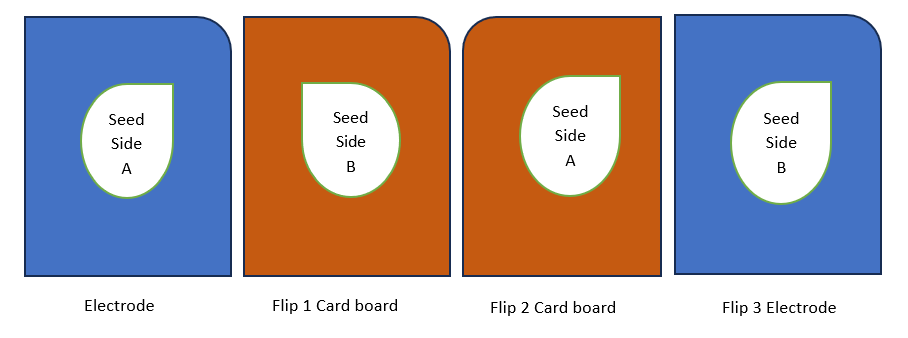 Seed
Side
A
Seed
Side
B
Seed
Side
A
Seed
Side
B
Electrode
Flip 1 Card board
Flip 2 Card board
Flip 3 Electrode